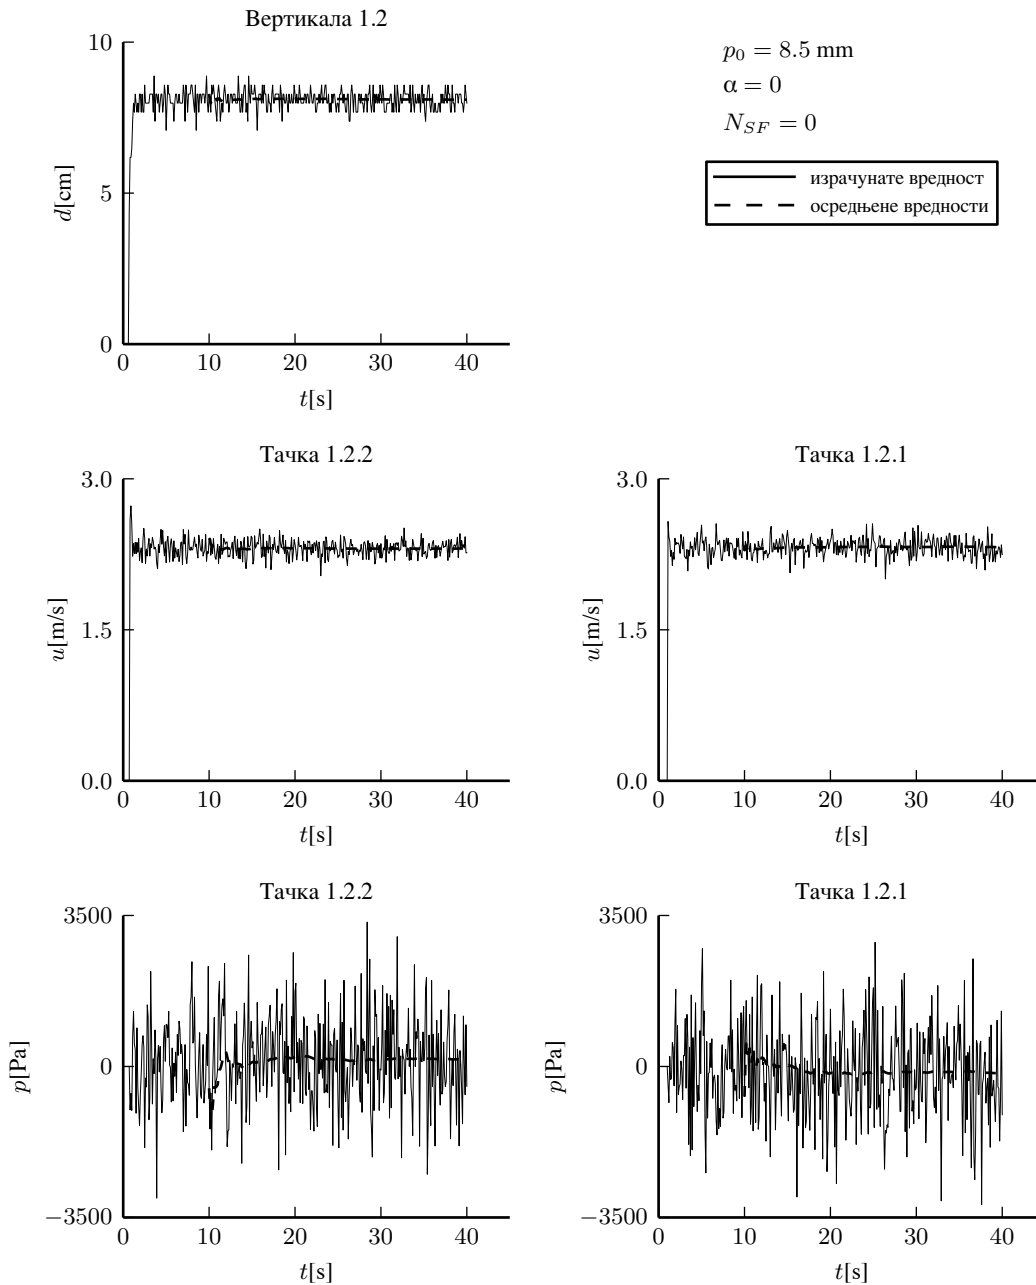 Вертикала 1.2
10
5
0
d[cm]
0 10 20 30 40
t[s]
p₀ = 8.5 mm
α = 0
N_SF = 0
израчунате вредност
осредњене вредности
Тачка 1.2.2
3.0
1.5
0.0
u[m/s]
0 10 20 30 40
t[s]
Тачка 1.2.1
3.0
1.5
0.0
u[m/s]
0 10 20 30 40
t[s]
Тачка 1.2.2
3500
0
−3500
p[Pa]
0 10 20 30 40
t[s]
Тачка 1.2.1
3500
0
−3500
p[Pa]
0 10 20 30 40
t[s]